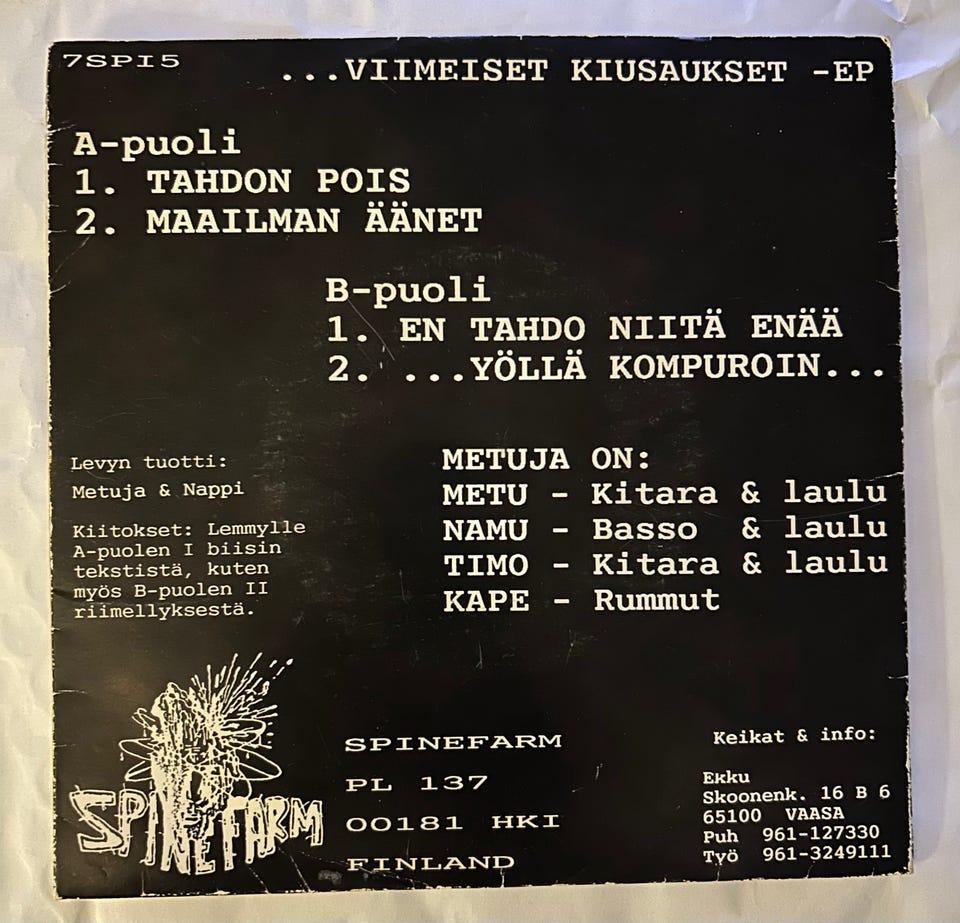 7SPI5
...VIIMEISET KIUSAUKSET -EP
A-puoli
1. TAHDON POIS
2. MAAILMAN ÄÄNET
B-puoli
1. EN TAHDO NIITÄ ENÄÄ
2. ...YÖLLÄ KOMPUROIN...
Levyn tuotti:
Metuja & Nappi
Kiitokset: Lemmylle
A-puolen I biisin
tekstistä, kuten
myös B-puolen II
riimellyksestä.
METUJA ON:
METU - Kitara & laulu
NAMU - Basso & laulu
TIMO - Kitara & laulu
KAPE - Rummut
SPINEFARM
SPINEFARM
PL 137
00181 HKI
FINLAND
Keikat & info:
Ekku
Skoonenk. 16 B 6
65100 VAASA
Puh 961-127330
Työ 961-3249111